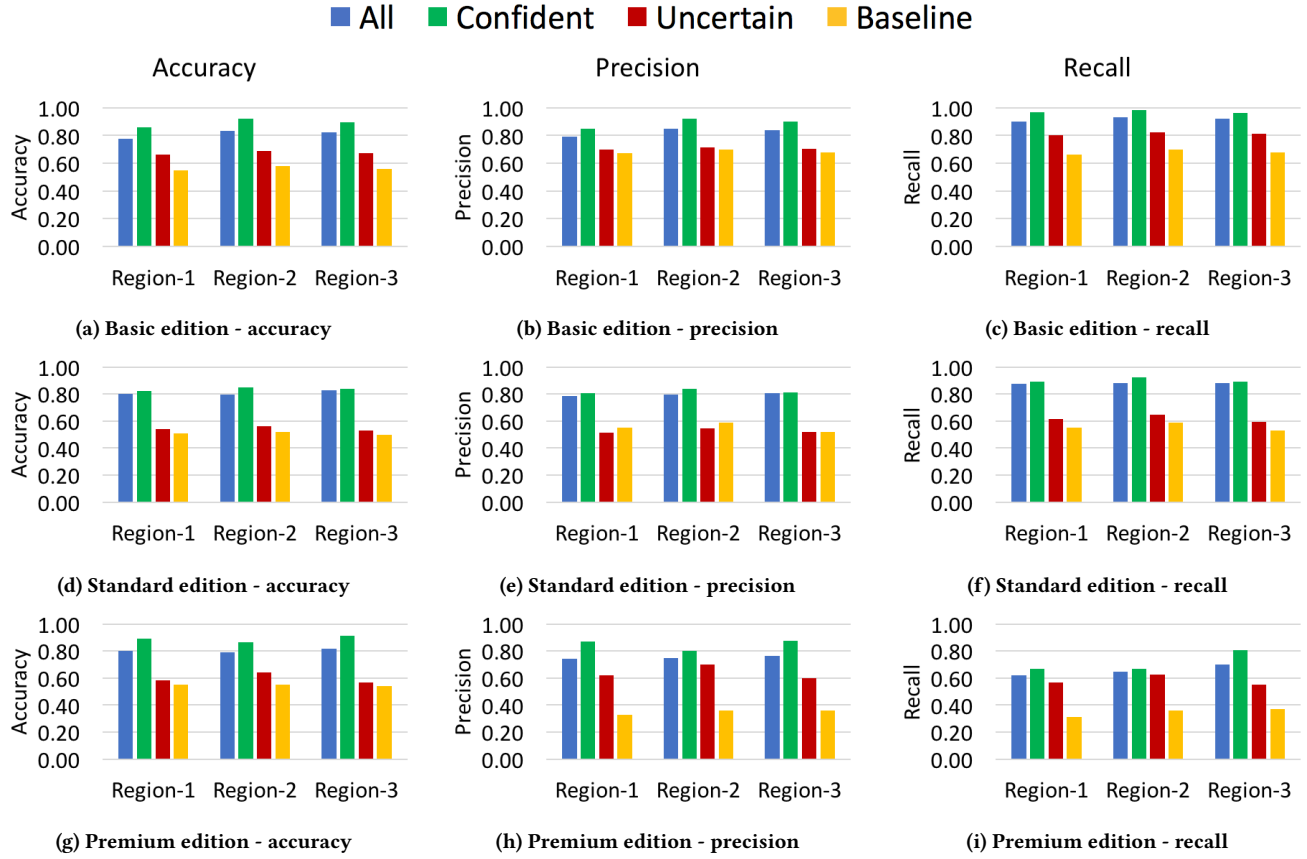 All Confident Uncertain Baseline
Accuracy Precision Recall
Accuracy
1.00
0.80
0.60
0.40
0.20
0.00
Region-1 Region-2 Region-3
(a) Basic edition - accuracy
Precision
1.00
0.80
0.60
0.40
0.20
0.00
Region-1 Region-2 Region-3
(b) Basic edition - precision
Recall
1.00
0.80
0.60
0.40
0.20
0.00
Region-1 Region-2 Region-3
(c) Basic edition - recall
Accuracy
1.00
0.80
0.60
0.40
0.20
0.00
Region-1 Region-2 Region-3
(d) Standard edition - accuracy
Precision
1.00
0.80
0.60
0.40
0.20
0.00
Region-1 Region-2 Region-3
(e) Standard edition - precision
Recall
1.00
0.80
0.60
0.40
0.20
0.00
Region-1 Region-2 Region-3
(f) Standard edition - recall
Accuracy
1.00
0.80
0.60
0.40
0.20
0.00
Region-1 Region-2 Region-3
(g) Premium edition - accuracy
Precision
1.00
0.80
0.60
0.40
0.20
0.00
Region-1 Region-2 Region-3
(h) Premium edition - precision
Recall
1.00
0.80
0.60
0.40
0.20
0.00
Region-1 Region-2 Region-3
(i) Premium edition - recall